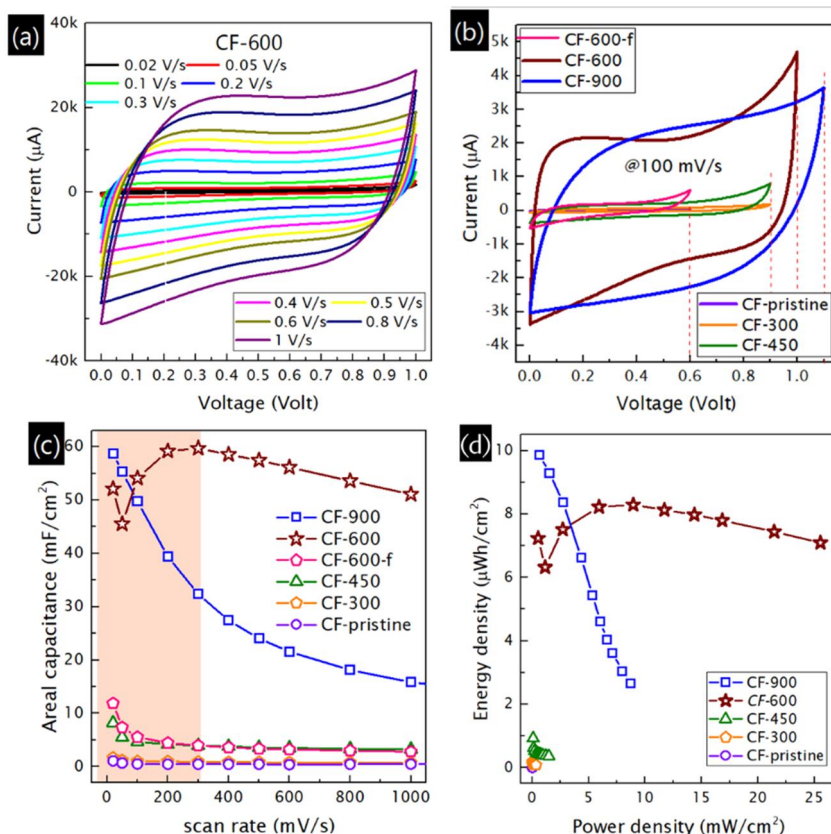 (a)
CF-600
0.02 V/s 0.05 V/s
0.1 V/s 0.2 V/s
0.3 V/s
40k
20k
0
-20k
-40k
Current (µA)
0.4 V/s 0.5 V/s
0.6 V/s 0.8 V/s
1 V/s
0.0 0.1 0.2 0.3 0.4 0.5 0.6 0.7 0.8 0.9 1.0
Voltage (Volt)
(b)
CF-600-f
CF-600
CF-900
5k
4k
3k
2k
1k
0
-1k
-2k
-3k
-4k
Current (µA)
@100 mV/s
CF-pristine
CF-300
CF-450
0.0 0.2 0.4 0.6 0.8 1.0
Voltage (Volt)
(c)
60
50
40
30
20
10
0
Areal capacitance (mF/cm²)
CF-900
CF-600
CF-600-f
CF-450
CF-300
CF-pristine
0 200 400 600 800 1000
scan rate (mV/s)
(d)
10
8
6
4
2
0
Energy density (µWh/cm²)
CF-900
CF-600
CF-450
CF-300
CF-pristine
0 5 10 15 20 25
Power density (mW/cm²)